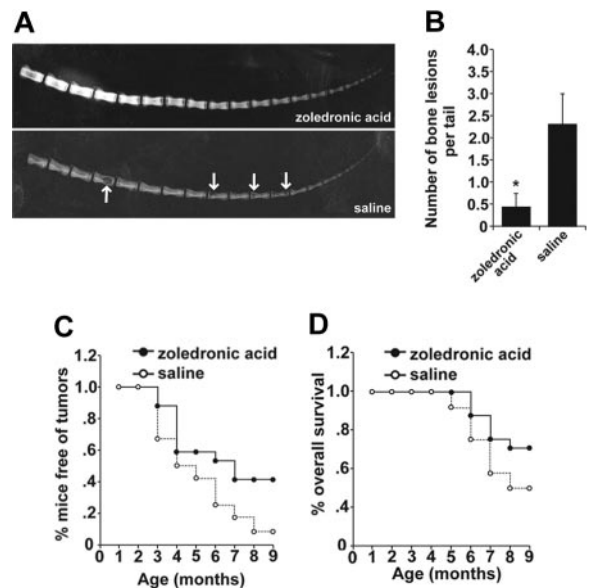 A
zoledronic acid
saline
B
Number of bone lesions
per tail
4.0
3.5
3.0
2.5
2.0
1.5
1.0
0.5
0
*
zoledronic
acid
saline
C
zoledronic acid
saline
% mice free of tumors
1.2
1.0
.8
.6
.4
.2
0
0 1 2 3 4 5 6 7 8 9
Age (months)
D
zoledronic acid
saline
% overall survival
1.2
1.0
.8
.6
.4
.2
0
0 1 2 3 4 5 6 7 8 9
Age (months)